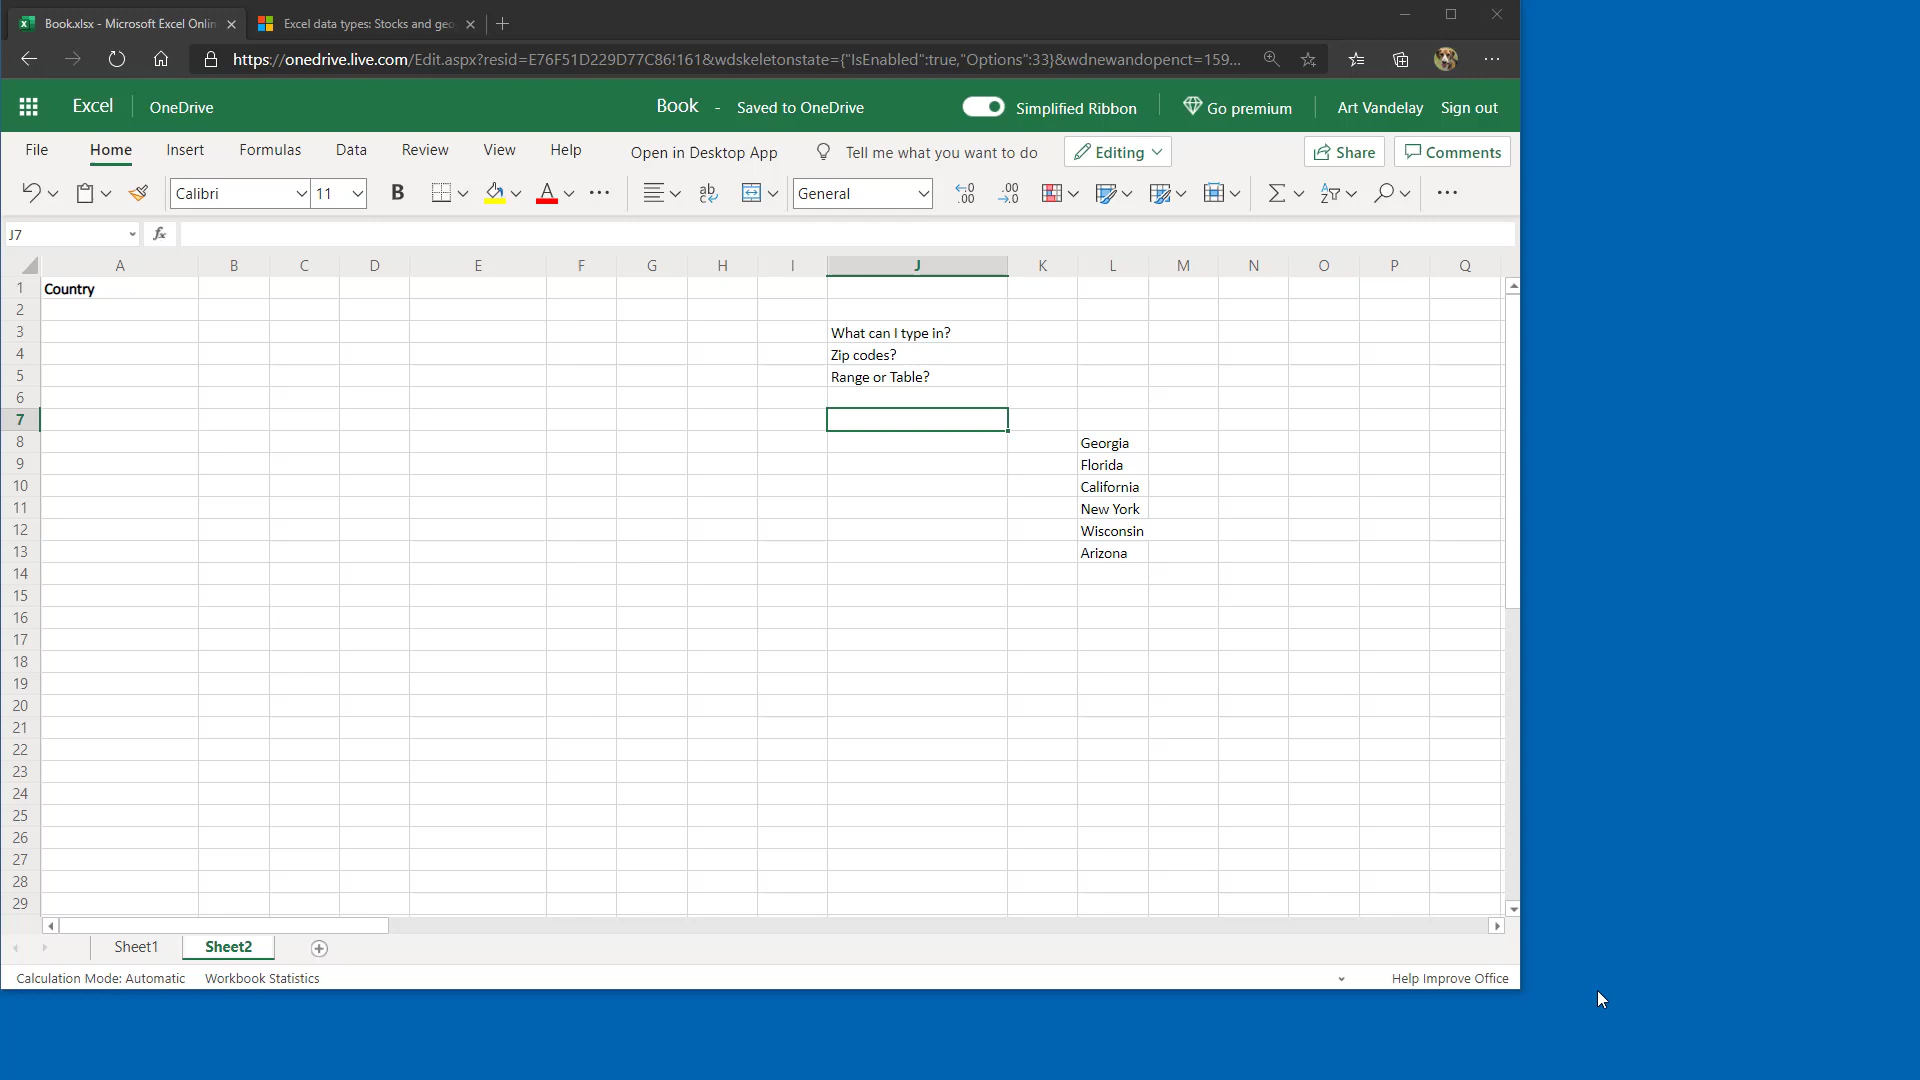 Book.xlsx - Microsoft Excel Onlin
Excel data types: Stocks and geo
https://onedrive.live.com/Edit.aspx?resid=E76F51D229D77C86!161&wdskeletonstate={"IsEnabled":true,"Options":33}&wdnewandopenct=159...
Excel OneDrive Book - Saved to OneDrive Simplified Ribbon Go premium Art Vandelay Sign out
File Home Insert Formulas Data Review View Help Open in Desktop App Tell me what you want to do Editing Share Comments
Calibri 11 B A ab c General .00 .00
J7 fx
A B C D E F G H I J K L M N O P Q
1 Country
2
3 What can I type in?
4 Zip codes?
5 Range or Table?
6
7
8 Georgia
9 Florida
10 California
11 New York
12 Wisconsin
13 Arizona
14
15
16
17
18
19
20
21
22
23
24
25
26
27
28
29
Sheet1 Sheet2
Calculation Mode: Automatic Workbook Statistics Help Improve Office